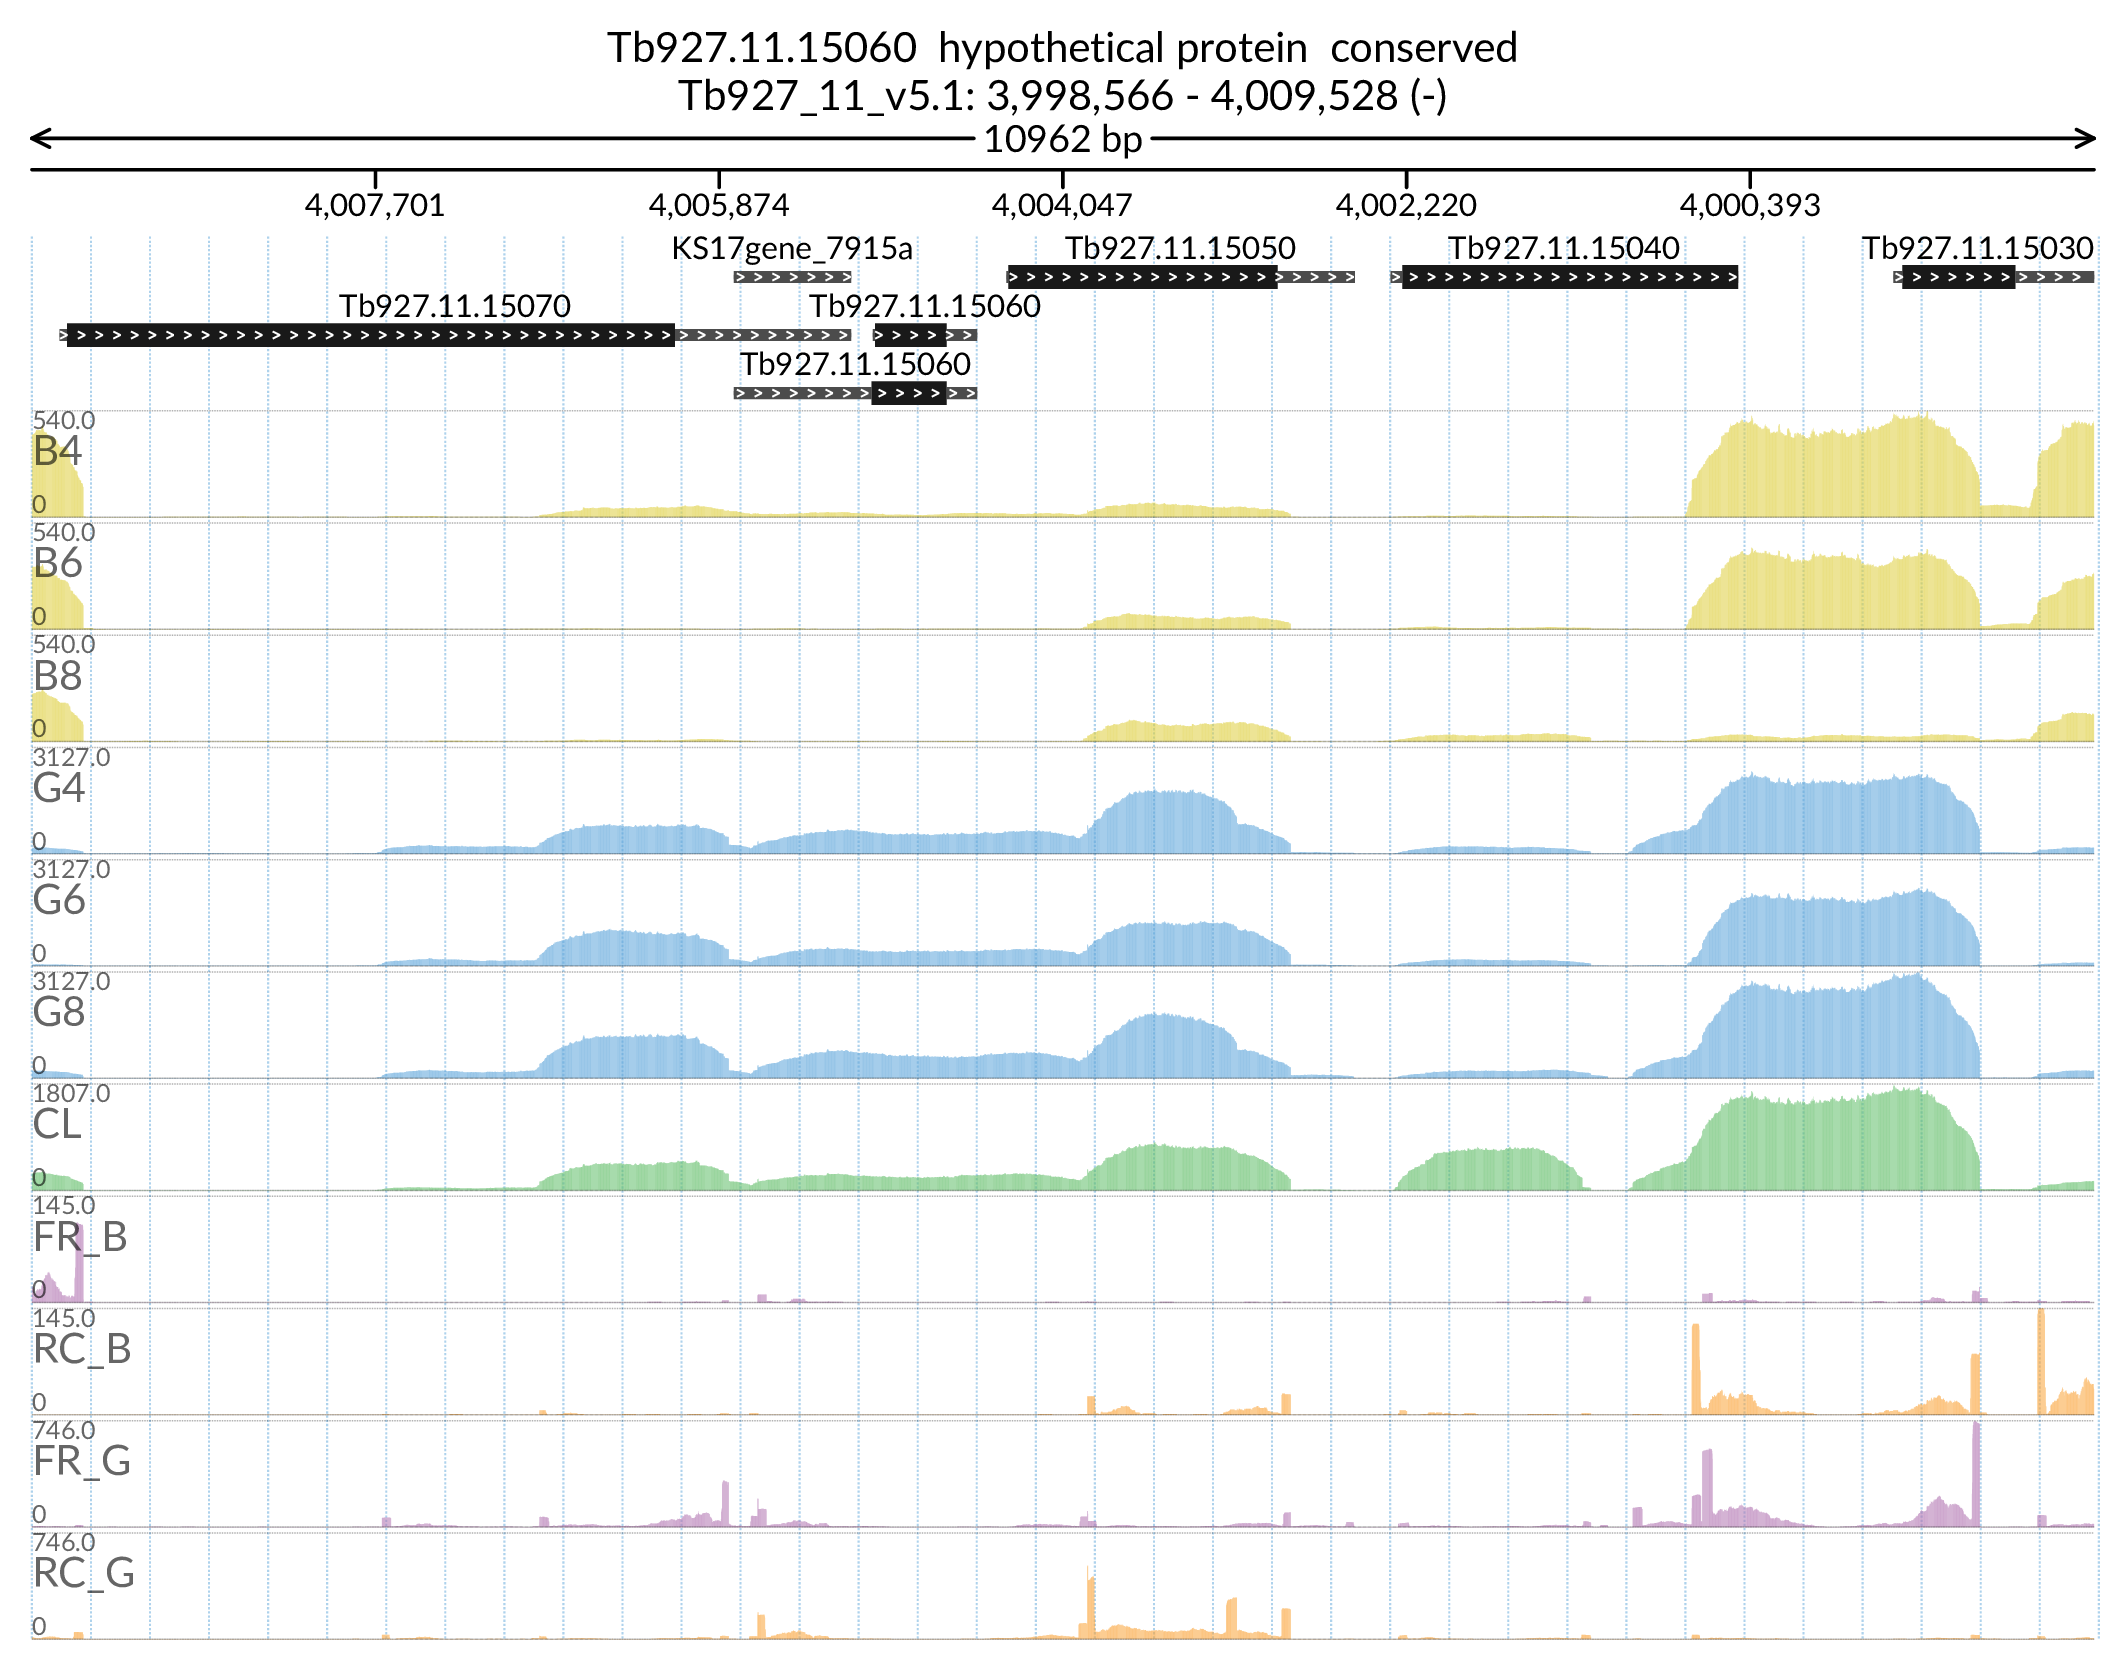 Tb927.11.15060  hypothetical protein  conserved
Tb927_11_v5.1: 3,998,566 - 4,009,528 (-)
10962 bp
4,007,701 4,005,874 4,004,047 4,002,220 4,000,393
KS17gene_7915a Tb927.11.15050 Tb927.11.15040 Tb927.11.15030
Tb927.11.15070 Tb927.11.15060
Tb927.11.15060
540.0
B4
0
540.0
B6
0
540.0
B8
0
3127.0
G4
0
3127.0
G6
0
3127.0
G8
0
1807.0
CL
0
145.0
FR_B
0
145.0
RC_B
0
746.0
FR_G
0
746.0
RC_G
0